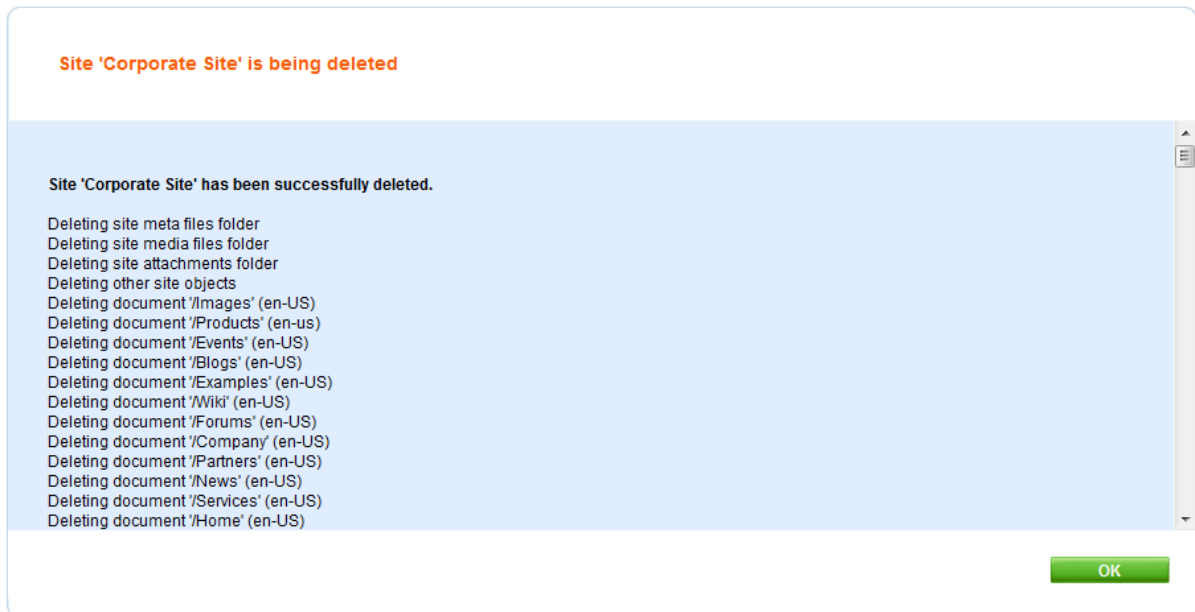 Site 'Corporate Site' is being deleted
Site 'Corporate Site' has been successfully deleted.
Deleting site meta files folder
Deleting site media files folder
Deleting site attachments folder
Deleting other site objects
Deleting document '/Images' (en-US)
Deleting document '/Products' (en-us)
Deleting document '/Events' (en-US)
Deleting document '/Blogs' (en-US)
Deleting document '/Examples' (en-US)
Deleting document '/Wiki' (en-US)
Deleting document '/Forums' (en-US)
Deleting document '/Company' (en-US)
Deleting document '/Partners' (en-US)
Deleting document '/News' (en-US)
Deleting document '/Services' (en-US)
Deleting document '/Home' (en-US)
OK